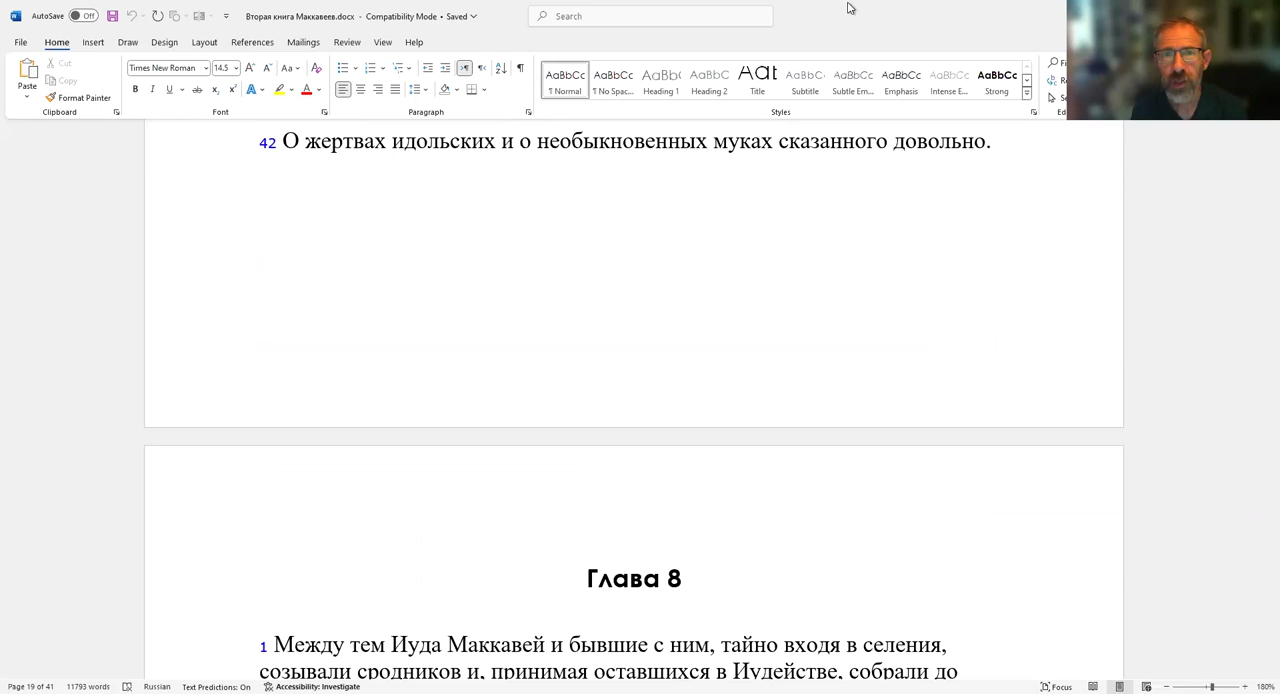 AutoSave Off Вторая книга Маккавеев.docx - Compatibility Mode • Saved Search
File Home Insert Draw Design Layout References Mailings Review View Help
Paste Cut Copy Format Painter
Times New Roman 14.5
AaBbCc AaBbCc AaBbC AaBbCc Aat AaBbCc AaBbCc AaBbCc AaBbCc AaBbCc
¶ Normal ¶ No Spac... Heading 1 Heading 2 Title Subtitle Subtle Em... Emphasis Intense E... Strong
Clipboard Font Paragraph Styles
42 О жертвах идольских и о необыкновенных муках сказанного довольно.
Глава 8
1 Между тем Иуда Маккавей и бывшие с ним, тайно входя в селения,
созывали сродников и, принимая оставшихся в Иудействе, собрали до
Page 19 of 41 11793 words Russian Text Predictions: On Accessibility: Investigate Focus 180%